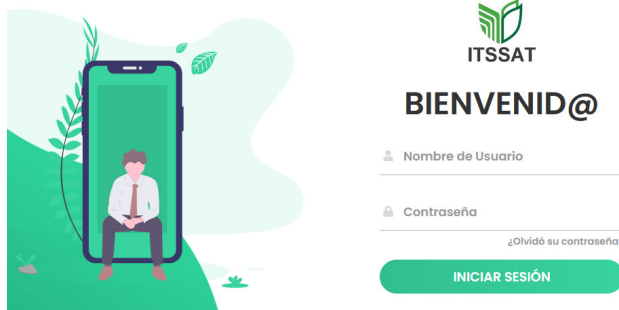 ITSSAT
BIENVENID@
Nombre de Usuario
Contraseña
¿Olvidó su contraseña
INICIAR SESIÓN